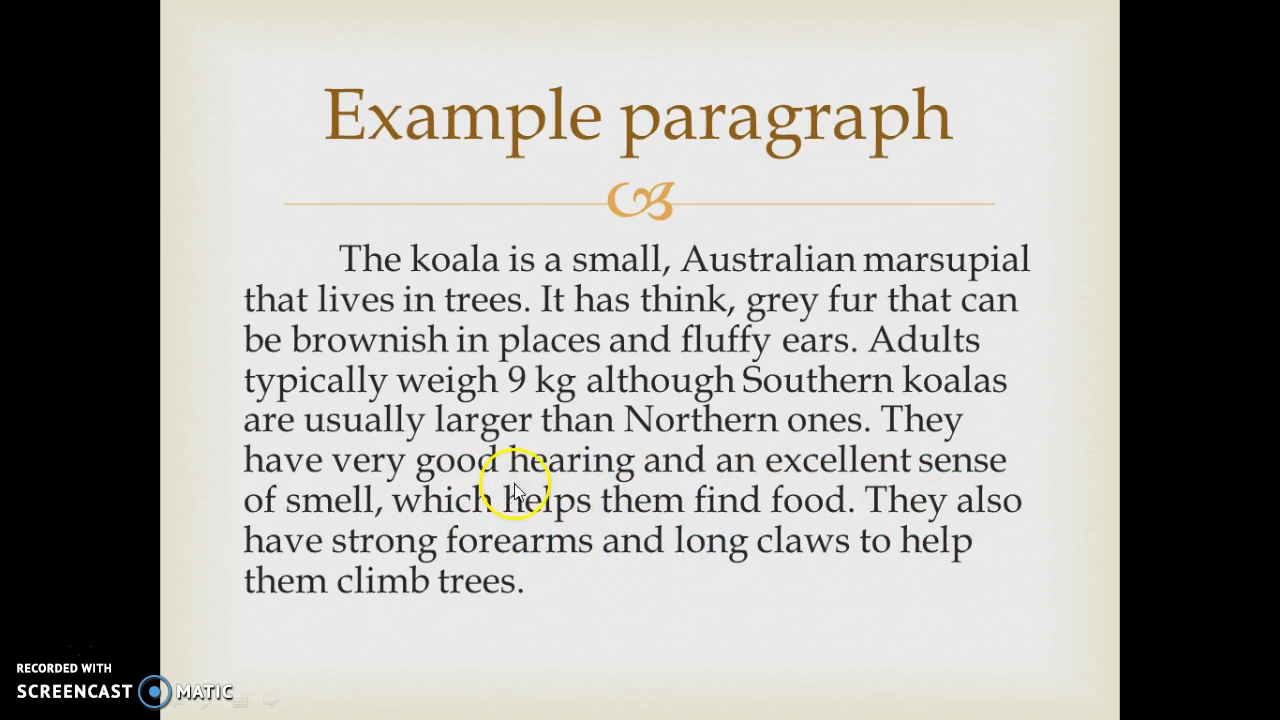 Example paragraph
The koala is a small, Australian marsupial
that lives in trees. It has think, grey fur that can
be brownish in places and fluffy ears. Adults
typically weigh 9 kg although Southern koalas
are usually larger than Northern ones. They
have very good hearing and an excellent sense
of smell, which helps them find food. They also
have strong forearms and long claws to help
them climb trees.
RECORDED WITH
SCREENCAST MATIC